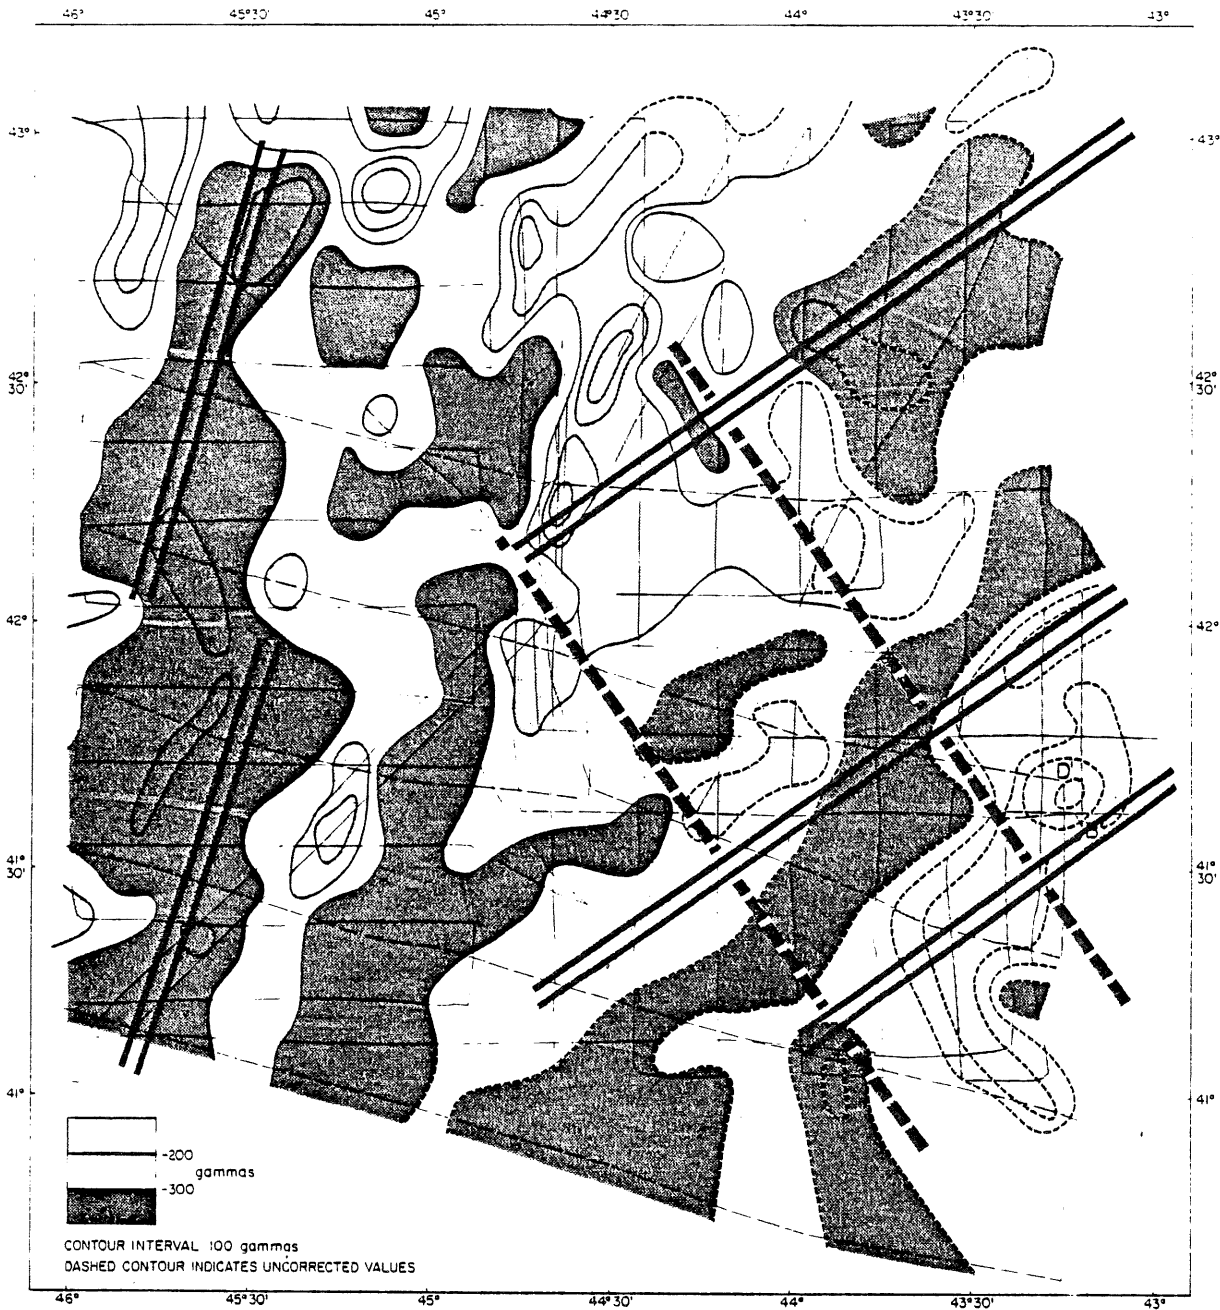 46° 45°30' 45° 44°30' 44° 43°30' 43°
43° 43°
42° 30' 42° 30'
42° 42°
D
41° 30' 41° 30'
41° 41°
-200
gammas
-300
CONTOUR INTERVAL 100 gammas
DASHED CONTOUR INDICATES UNCORRECTED VALUES
46° 45°30' 45° 44°30' 44° 43°30' 43°